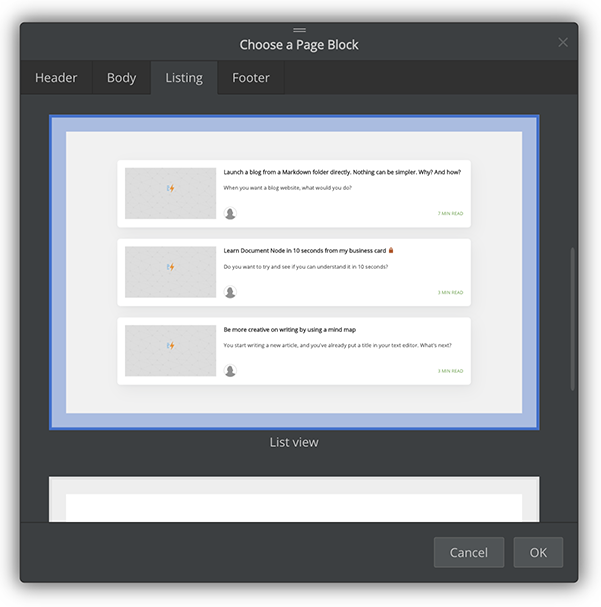 Choose a Page Block
Header
Body
Listing
Footer
Launch a blog from a Markdown folder directly. Nothing can be simpler. Why? And how?
When you want a blog website, what would you do?
7 MIN READ
Learn Document Node in 10 seconds from my business card
Do you want to try and see if you can understand it in 10 seconds?
3 MIN READ
Be more creative on writing by using a mind map
You start writing a new article, and you've already put a title in your text editor. What's next?
3 MIN READ
List view
Cancel
OK